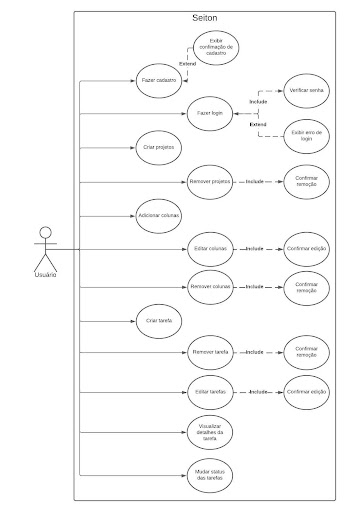 Seiton
Exibir
confirmação de
cadastro
Extend
Fazer cadastro
Verificar senha
Include
Fazer login
Extend
Exibir erro de
login
Criar projetos
Remover projetos
Include
Confirmar
remoção
Adicionar colunas
Usuário
Editar colunas
Include
Confirmar edição
Remover colunas
Include
Confirmar
remoção
Criar tarefa
Remover tarefa
Include
Confirmar
remoção
Editar tarefas
Include
Confirmar edição
Visualizar
detalhes da
tarefa
Mudar status
das tarefas